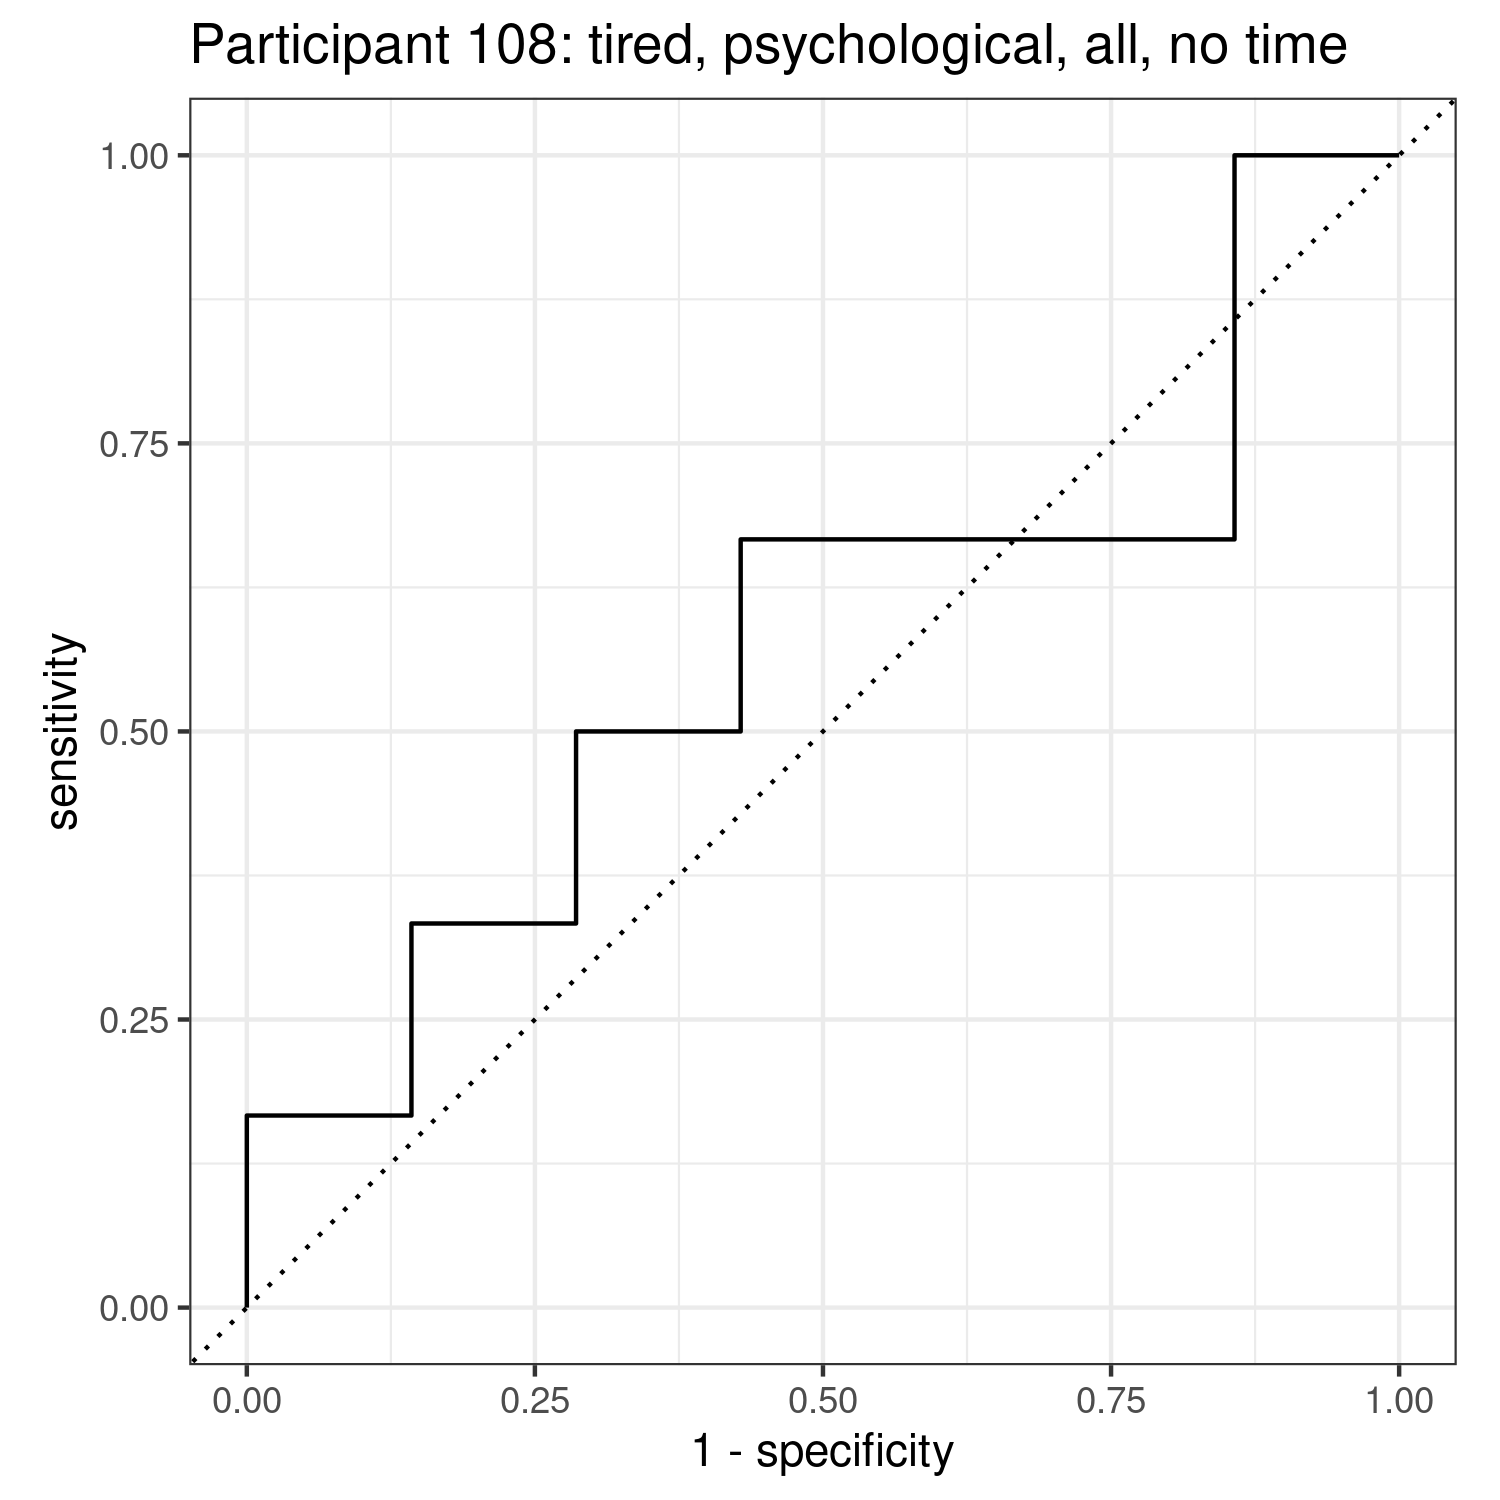 Participant 108: tired, psychological, all, no time
1.00
0.75
0.50
0.25
0.00
sensitivity
0.00 0.25 0.50 0.75 1.00
1 - specificity